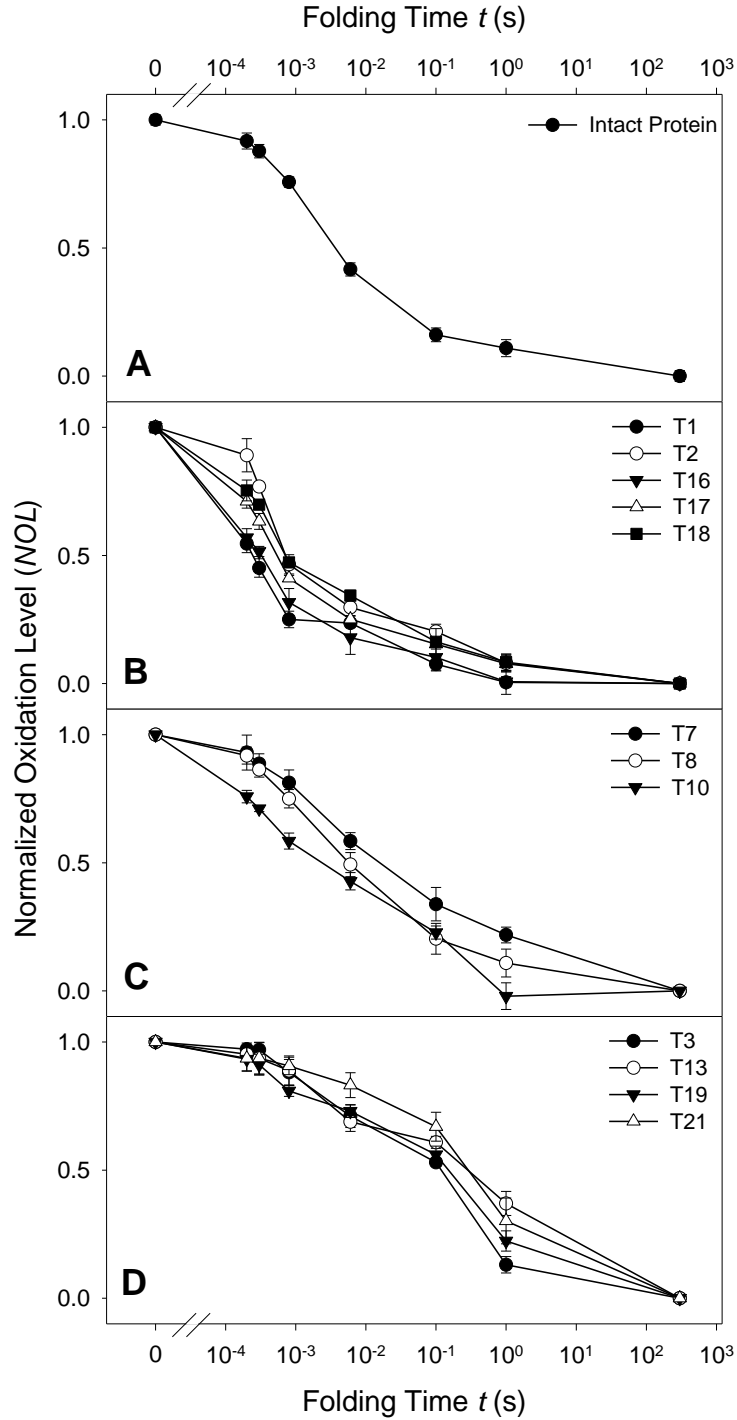 Folding Time t (s)
0 10⁻⁴ 10⁻³ 10⁻² 10⁻¹ 10⁰ 10¹ 10² 10³
1.0
0.5
0.0
Intact Protein
A
1.0
0.5
0.0
T1
T2
T16
T17
T18
B
1.0
0.5
0.0
T7
T8
T10
C
1.0
0.5
0.0
T3
T13
T19
T21
D
Normalized Oxidation Level (NOL)
0 10⁻⁴ 10⁻³ 10⁻² 10⁻¹ 10⁰ 10¹ 10² 10³
Folding Time t (s)